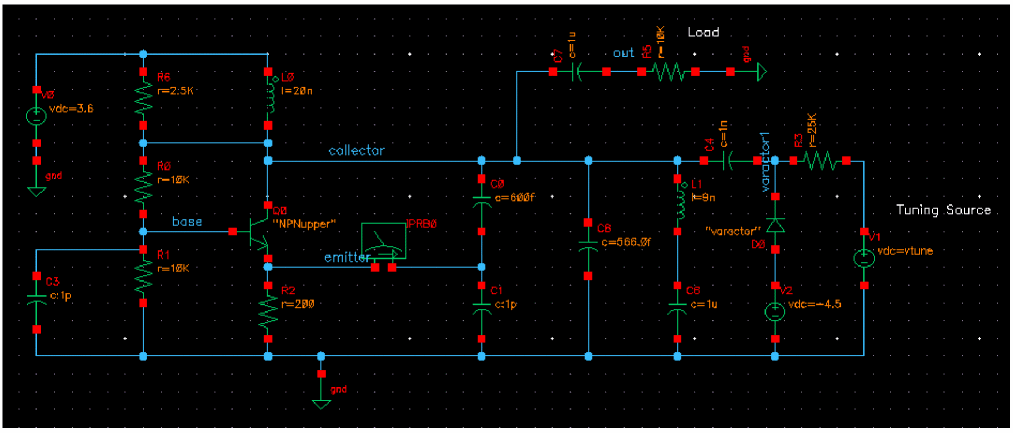 Load
C7
c=1u
out
R5
r=10K
gnd
V0
vdc=3.6
R6
r=2.5K
L0
l=20n
gnd
R0
r=10K
collector
C4
c=1n
varactor1
R3
r=25K
C0
c=600f
L1
l=9n
base
Q0
"NPNupper"
IPRB0
C8
c=566.0f
"varactor"
D0
Tuning Source
V1
vdc=vtune
emitter
R1
r=10K
C3
c:1p
R2
r=200
C1
c:1p
C6
c=1u
V2
vdc=-4.5
gnd